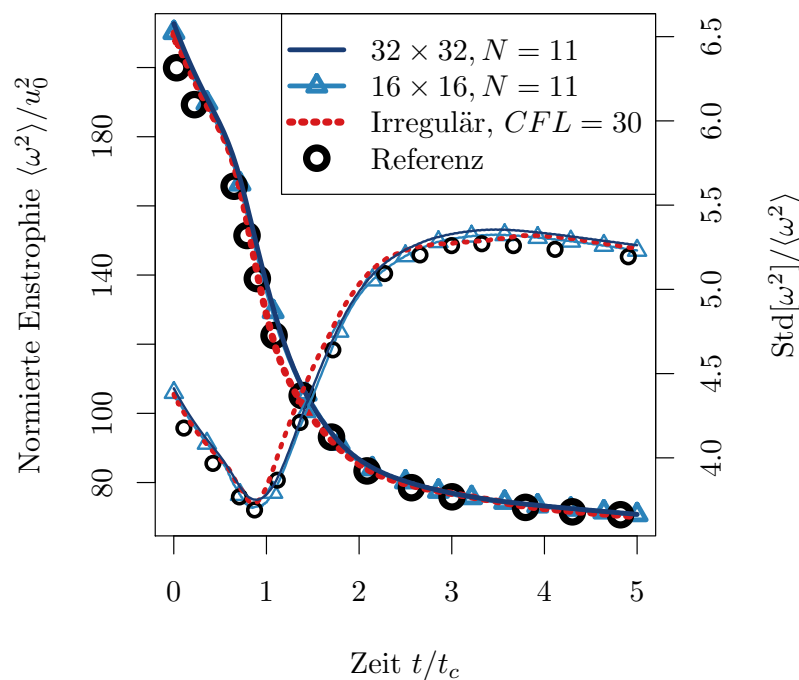 32 × 32, N = 11
16 × 16, N = 11
Irregulär, CFL = 30
Referenz
Normierte Enstrophie ⟨ω²⟩/u₀²
80
100
140
180
Std[ω²]/⟨ω²⟩
4.0
4.5
5.0
5.5
6.0
6.5
0 1 2 3 4 5
Zeit t/t_c